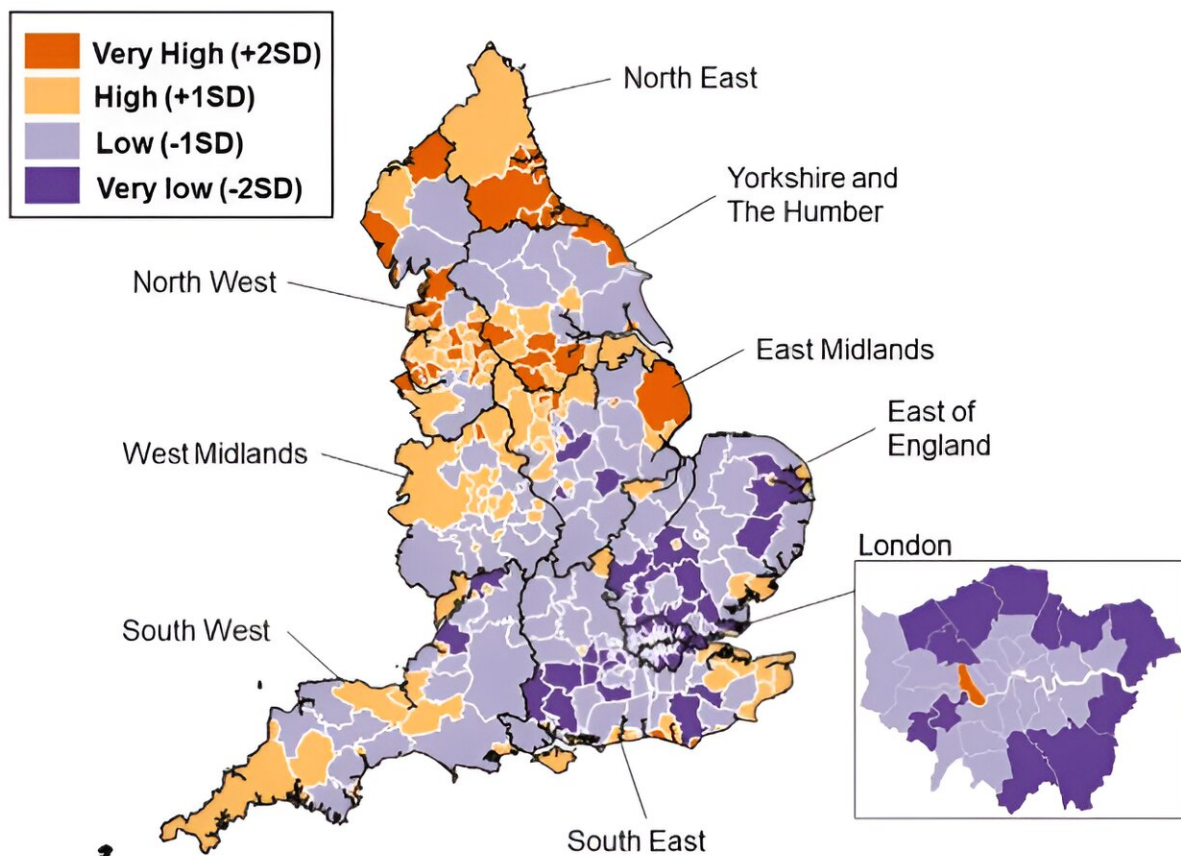 Very High (+2SD)
High (+1SD)
Low (-1SD)
Very low (-2SD)
North East
Yorkshire and
The Humber
North West
East Midlands
East of
England
West Midlands
London
South West
South East